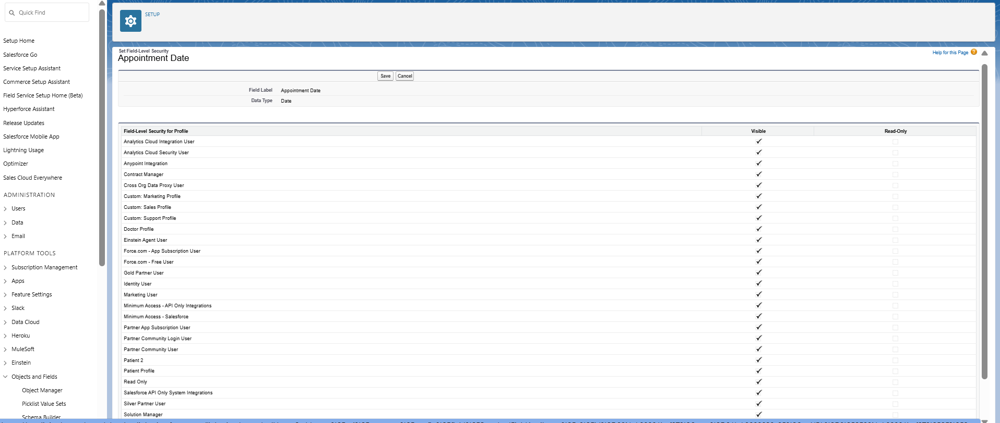 Quick Find
Setup Home
Salesforce Go
Service Setup Assistant
Commerce Setup Assistant
Field Service Setup Home (Beta)
Hyperforce Assistant
Release Updates
Salesforce Mobile App
Lightning Usage
Optimizer
Sales Cloud Everywhere
ADMINISTRATION
Users
Data
Email
PLATFORM TOOLS
Subscription Management
Apps
Feature Settings
Slack
Data Cloud
Heroku
MuleSoft
Einstein
Objects and Fields
Object Manager
Picklist Value Sets
Schema Builder
SETUP
Set Field-Level Security
Appointment Date
Help for this Page ?
Save Cancel
Field Label Appointment Date
Data Type Date
Field-Level Security for Profile Visible Read-Only
Analytics Cloud Integration User
Analytics Cloud Security User
Anypoint Integration
Contract Manager
Cross Org Data Proxy User
Custom: Marketing Profile
Custom: Sales Profile
Custom: Support Profile
Doctor Profile
Einstein Agent User
Force.com - App Subscription User
Force.com - Free User
Gold Partner User
Identity User
Marketing User
Minimum Access - API Only Integrations
Minimum Access - Salesforce
Partner App Subscription User
Partner Community Login User
Partner Community User
Patient 2
Patient Profile
Read Only
Salesforce API Only System Integrations
Silver Partner User
Solution Manager